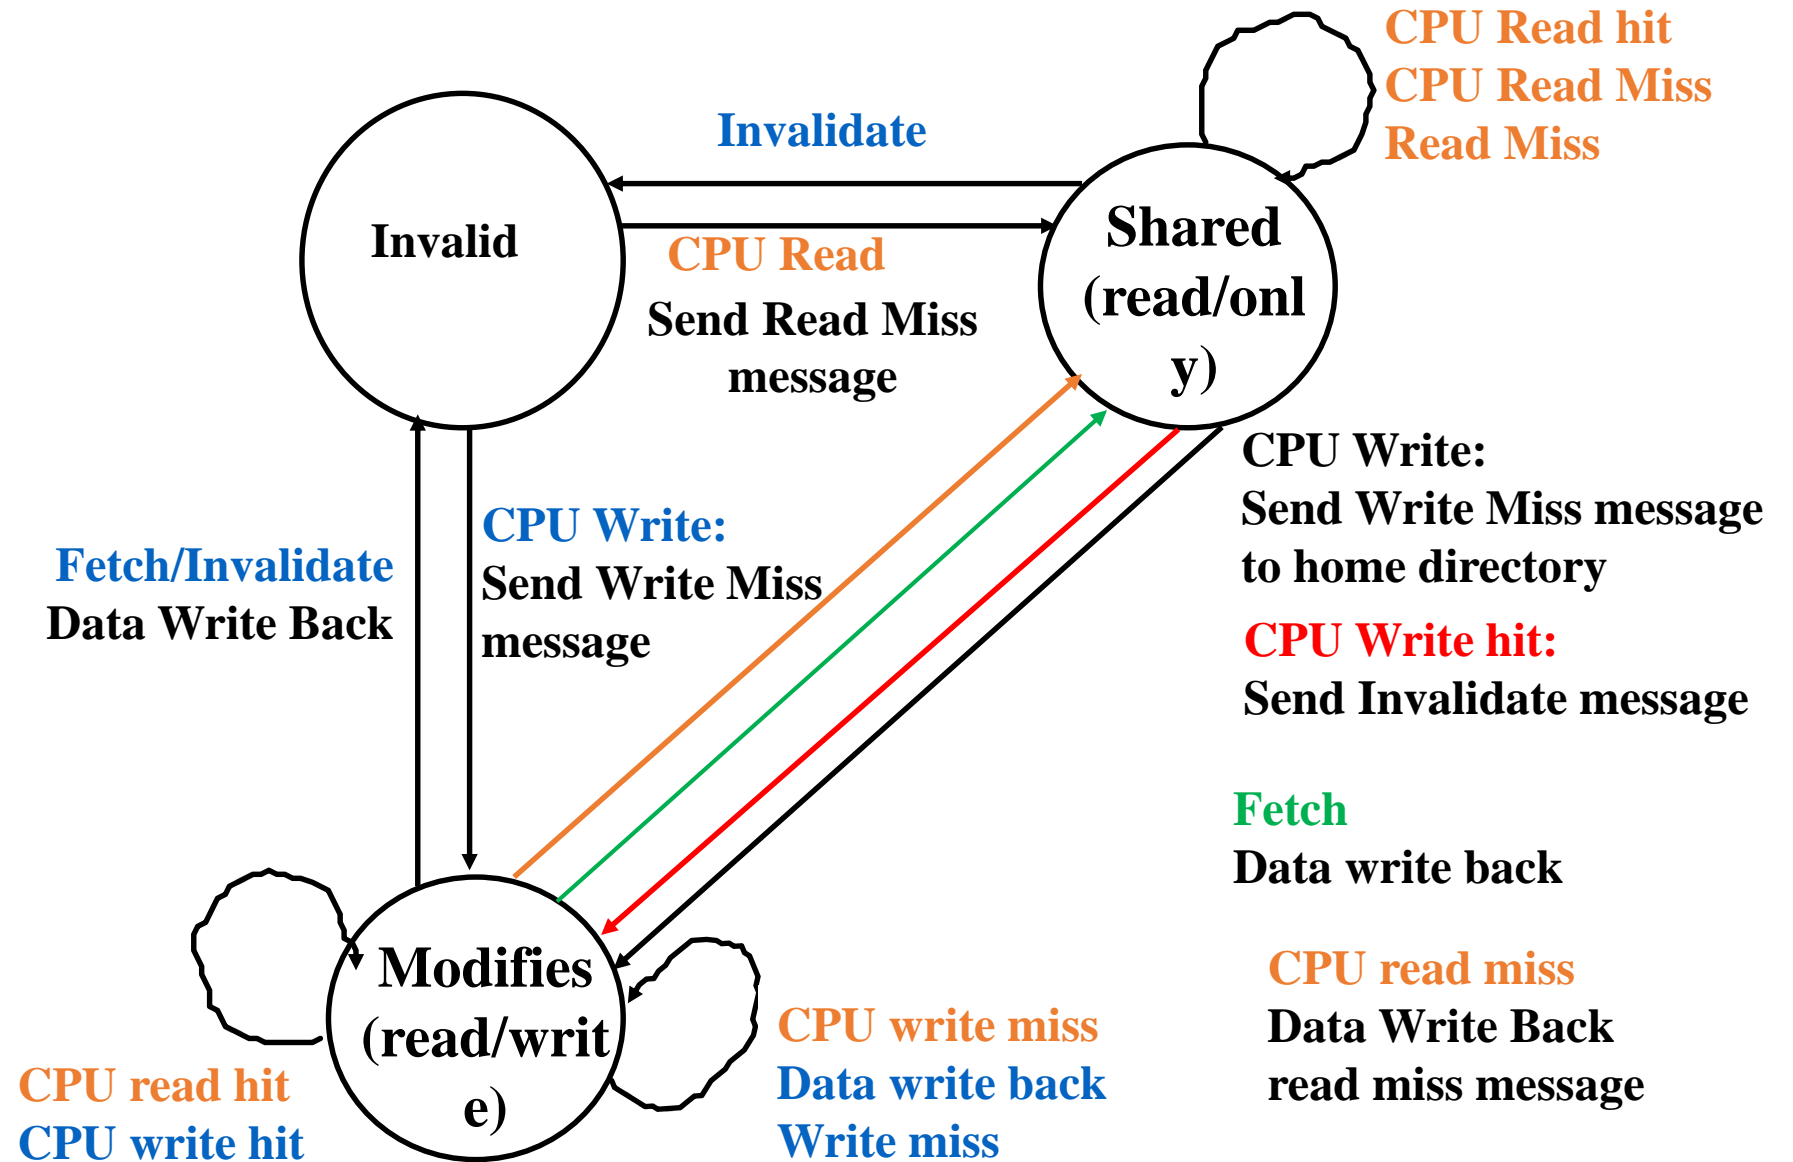 CPU Read hit
CPU Read Miss
Read Miss
Invalidate
Invalid
Shared
(read/onl
y)
CPU Read
Send Read Miss
message
CPU Write:
Send Write Miss message
to home directory
CPU Write:
Send Write Miss
message
Fetch/Invalidate
Data Write Back
CPU Write hit:
Send Invalidate message
Fetch
Data write back
Modifies
(read/writ
e)
CPU read miss
Data Write Back
read miss message
CPU write miss
Data write back
Write miss
CPU read hit
CPU write hit